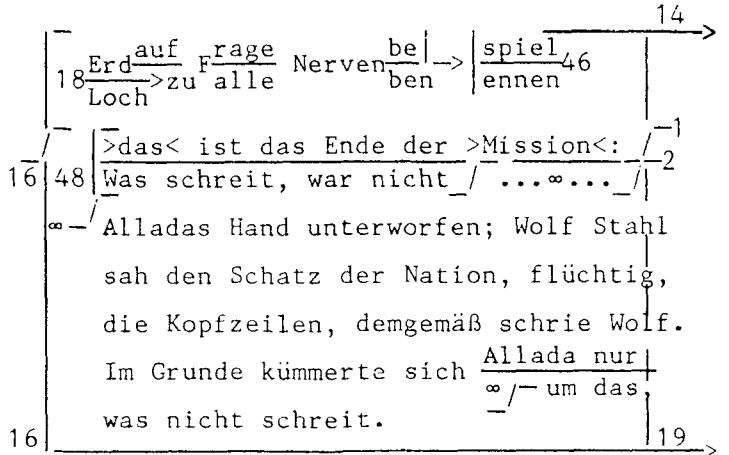 14
auf rage be spiel
18 Erd >zu F Nerven -> 46
Loch alle ben ennen
16 48 >das< ist das Ende der >Mission<: 1 2
Was schreit, war nicht _/ ...∞... _/
∞ Alladas Hand unterworfen; Wolf Stahl
sah den Schatz der Nation, flüchtig,
die Kopfzeilen, demgemäß schrie Wolf.
Im Grunde kümmerte sich Allada nur
∞ um das,
was nicht schreit.
16 19